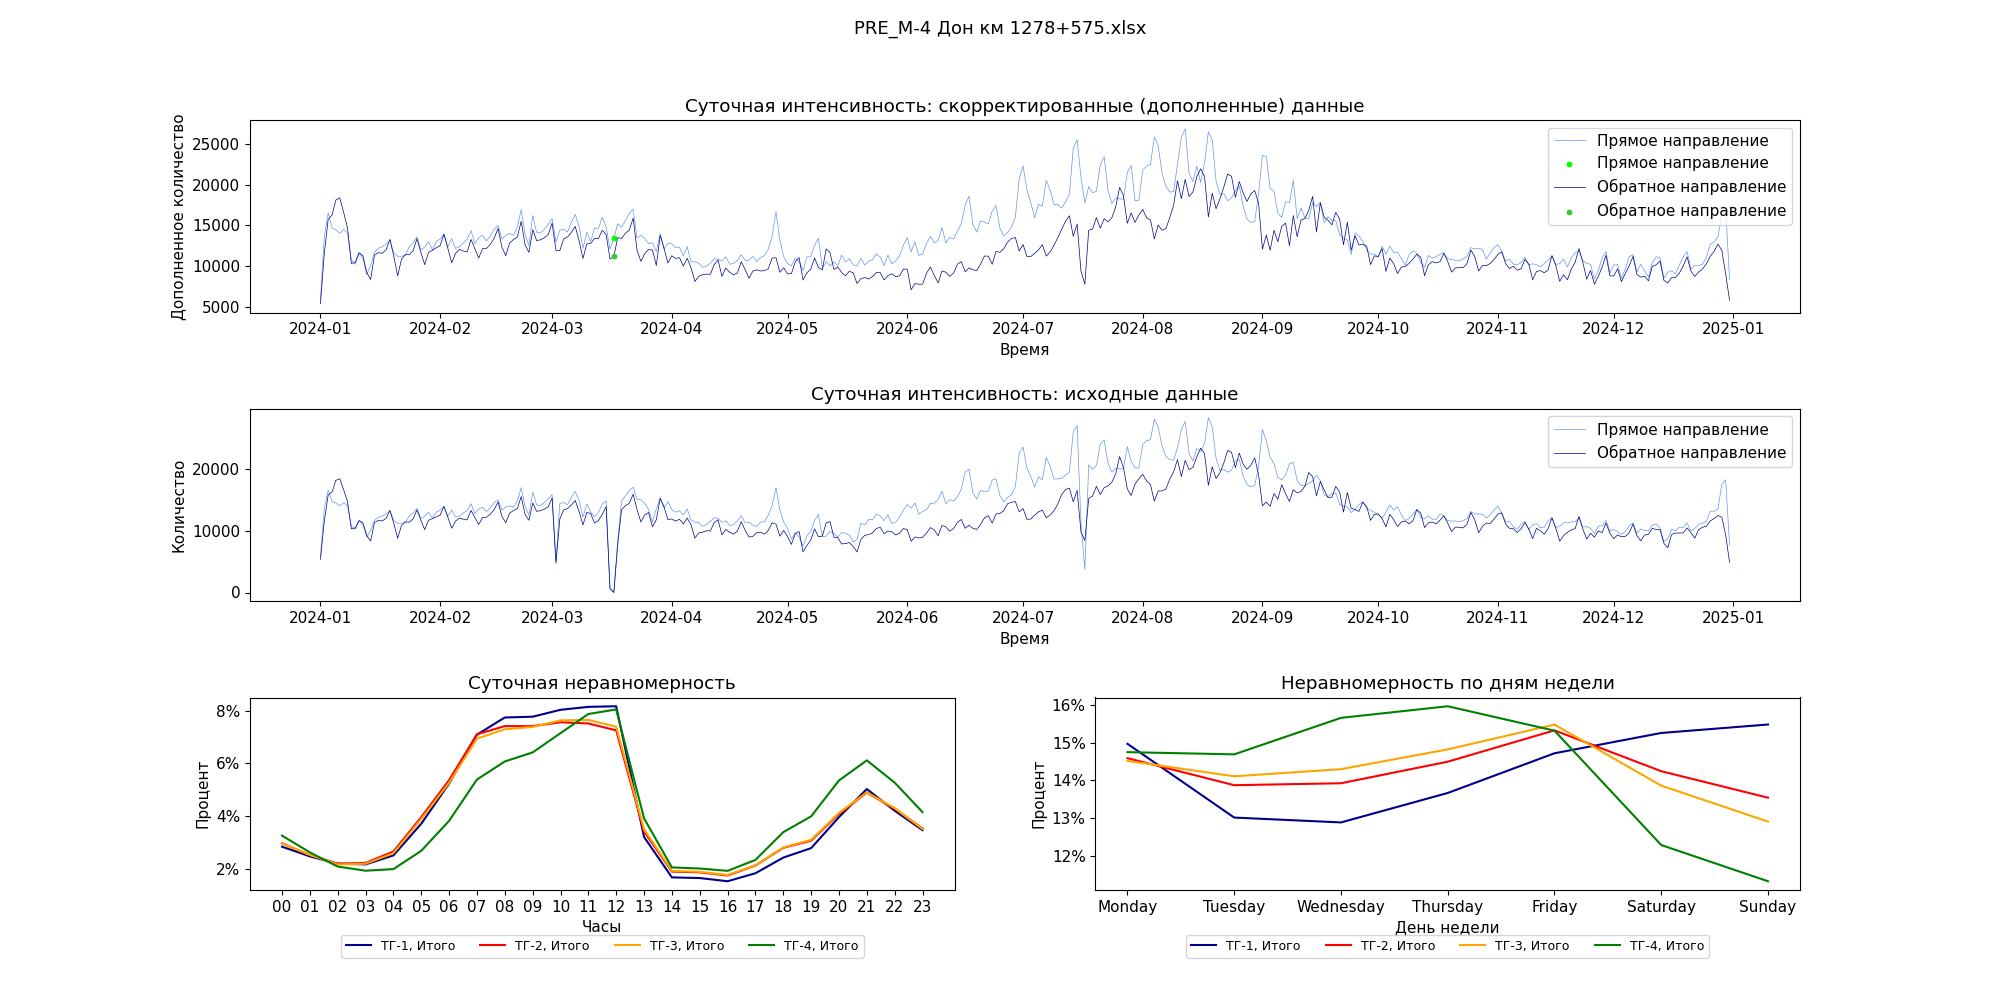 PRE_M-4 Дон км 1278+575.xlsx
Суточная интенсивность: скорректированные (дополненные) данные
Дополненное количество
25000
20000
15000
10000
5000
Прямое направление
Прямое направление
Обратное направление
Обратное направление
2024-01 2024-02 2024-03 2024-04 2024-05 2024-06 2024-07 2024-08 2024-09 2024-10 2024-11 2024-12 2025-01
Время
Суточная интенсивность: исходные данные
Количество
20000
10000
0
Прямое направление
Обратное направление
2024-01 2024-02 2024-03 2024-04 2024-05 2024-06 2024-07 2024-08 2024-09 2024-10 2024-11 2024-12 2025-01
Время
Суточная неравномерность
Процент
8%
6%
4%
2%
00 01 02 03 04 05 06 07 08 09 10 11 12 13 14 15 16 17 18 19 20 21 22 23
Часы
ТГ-1, Итого ТГ-2, Итого ТГ-3, Итого ТГ-4, Итого
Неравномерность по дням недели
Процент
16%
15%
14%
13%
12%
Monday Tuesday Wednesday Thursday Friday Saturday Sunday
День недели
ТГ-1, Итого ТГ-2, Итого ТГ-3, Итого ТГ-4, Итого